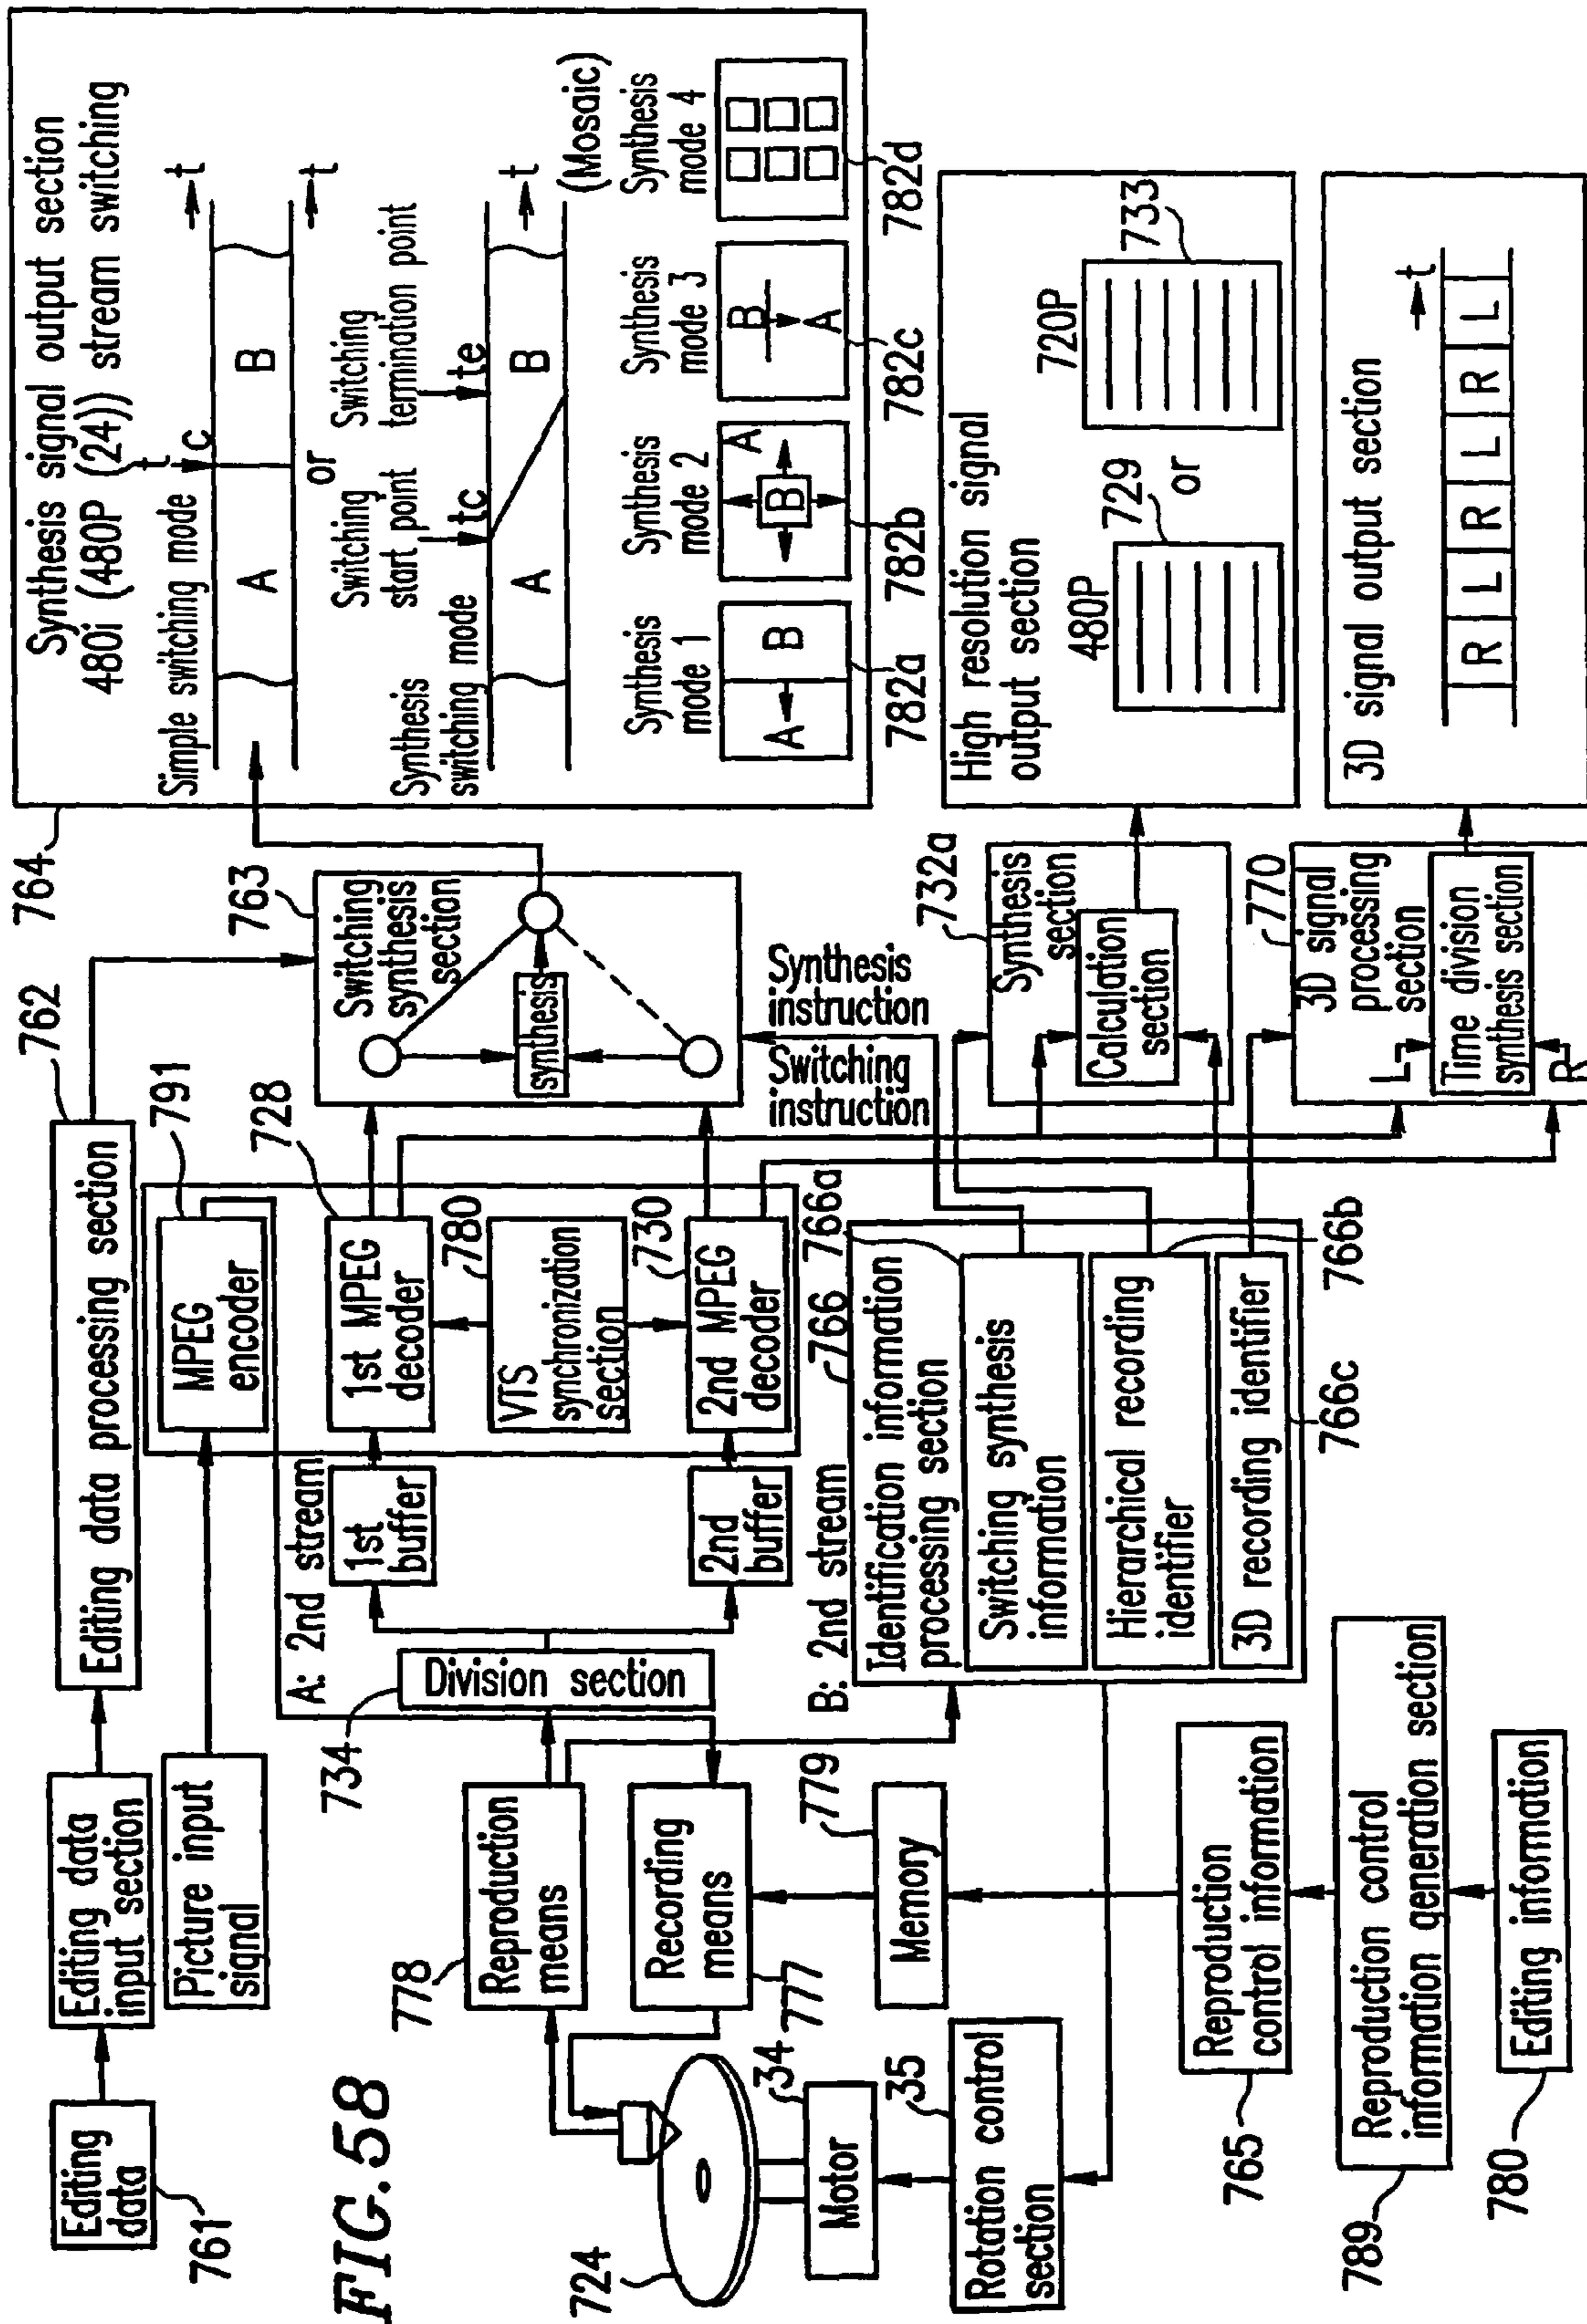 FIG.58
Editing
data
761
Editing data
input section
Picture input
signal
Editing data processing section
762
MPEG
encoder
791
A: 2nd stream
1st
buffer
1st MPEG
decoder
728
VTS
synchronization
section
780
2nd
buffer
2nd MPEG
decoder
730
B: 2nd stream
Division section
734
Reproduction
means
778
Recording
means
777
Memory
779
724
Motor
34
Rotation control
section
35
Reproduction
control information
765
Reproduction control
information generation section
789
Editing information
780
Identification information
processing section
766
Switching synthesis
information
766a
Hierarchical recording
identifier
766b
3D recording identifier
766c
Switching
synthesis
section
763
synthesis
Switching
instruction
Synthesis
instruction
Synthesis
section
732a
Calculation
section
3D signal
processing
section
770
L
R
Time division
synthesis section
764
Synthesis signal output section
480i (480P (24)) stream switching
Simple switching mode
tc
t
A
B
t
or
Synthesis
switching mode
Switching
start point
tc
Switching
termination point
te
A
B
t
Synthesis
mode 1
A
B
782a
Synthesis
mode 2
A
B
782b
Synthesis
mode 3
B
A
782c
(Mosaic)
Synthesis
mode 4
782d
High resolution signal
output section
480P
729
or
720P
733
3D signal output section
t
R L R L R L